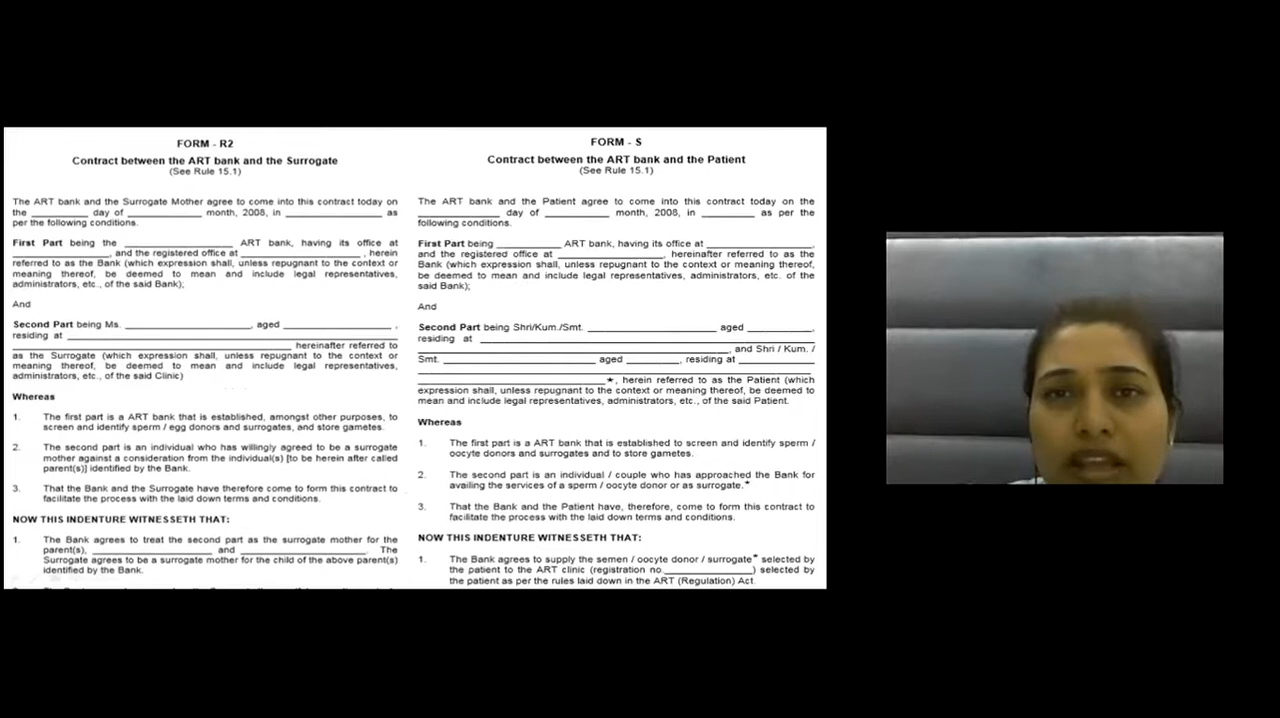 FORM - R2
Contract between the ART bank and the Surrogate
(See Rule 15.1)
The ART bank and the Surrogate Mother agree to come into this contract today on
the __________ day of _____________ month, 2008, in _________________ as
per the following conditions.
First Part being the ___________________ ART bank, having its office at
_________________, and the registered office at _____________________, herein
referred to as the Bank (which expression shall, unless repugnant to the context or
meaning thereof, be deemed to mean and include legal representatives,
administrators, etc., of the said Bank);
And
Second Part being Ms. ______________________, aged ___________________,
residing at __________________________________________________________
_________________________________________________ hereinafter referred to
as the Surrogate (which expression shall, unless repugnant to the context or
meaning thereof, be deemed to mean and include legal representatives,
administrators, etc., of the said Clinic)
Whereas
1. The first part is a ART bank that is established, amongst other purposes, to
screen and identify sperm / egg donors and surrogates, and store gametes.
2. The second part is an individual who has willingly agreed to be a surrogate
mother against a consideration from the individual(s) [to be herein after called
parent(s)] identified by the Bank.
3. That the Bank and the Surrogate have therefore come to form this contract to
facilitate the process with the laid down terms and conditions.
NOW THIS INDENTURE WITNESSETH THAT:
1. The Bank agrees to treat the second part as the surrogate mother for the
parent(s), _____________________ and ______________________. The
Surrogate agrees to be a surrogate mother for the child of the above parent(s)
identified by the Bank.
FORM - S
Contract between the ART bank and the Patient
(See Rule 15.1)
The ART bank and the Patient agree to come into this contract today on the
______________ day of ___________ month, 2008, in _________ as per the
following conditions.
First Part being ___________ ART bank, having its office at ___________________,
and the registered office at ___________________, hereinafter referred to as the
Bank (which expression shall, unless repugnant to the context or meaning thereof,
be deemed to mean and include legal representatives, administrators, etc. of the
said Bank);
And
Second Part being Shri/Kum./Smt. ______________________ aged ___________,
residing at __________________________________________________________
______________________________________________________, and Shri / Kum. /
Smt. __________________________ aged _________, residing at _____________
_____________________________________________________________________
________________________________★, herein referred to as the Patient (which
expression shall, unless repugnant to the context or meaning thereof, be deemed to
mean and include legal representatives, administrators, etc., of the said Patient.
Whereas
1. The first part is a ART bank that is established to screen and identify sperm /
oocyte donors and surrogates and to store gametes.
2. The second part is an individual / couple who has approached the Bank for
availing the services of a sperm / oocyte donor or as surrogate.★
3. That the Bank and the Patient have, therefore, come to form this contract to
facilitate the process with the laid down terms and conditions.
NOW THIS INDENTURE WITNESSETH THAT:
1. The Bank agrees to supply the semen / oocyte donor / surrogate★ selected by
the patient to the ART clinic (registration no.________________) selected by
the patient as per the rules laid down in the ART (Regulation) Act.